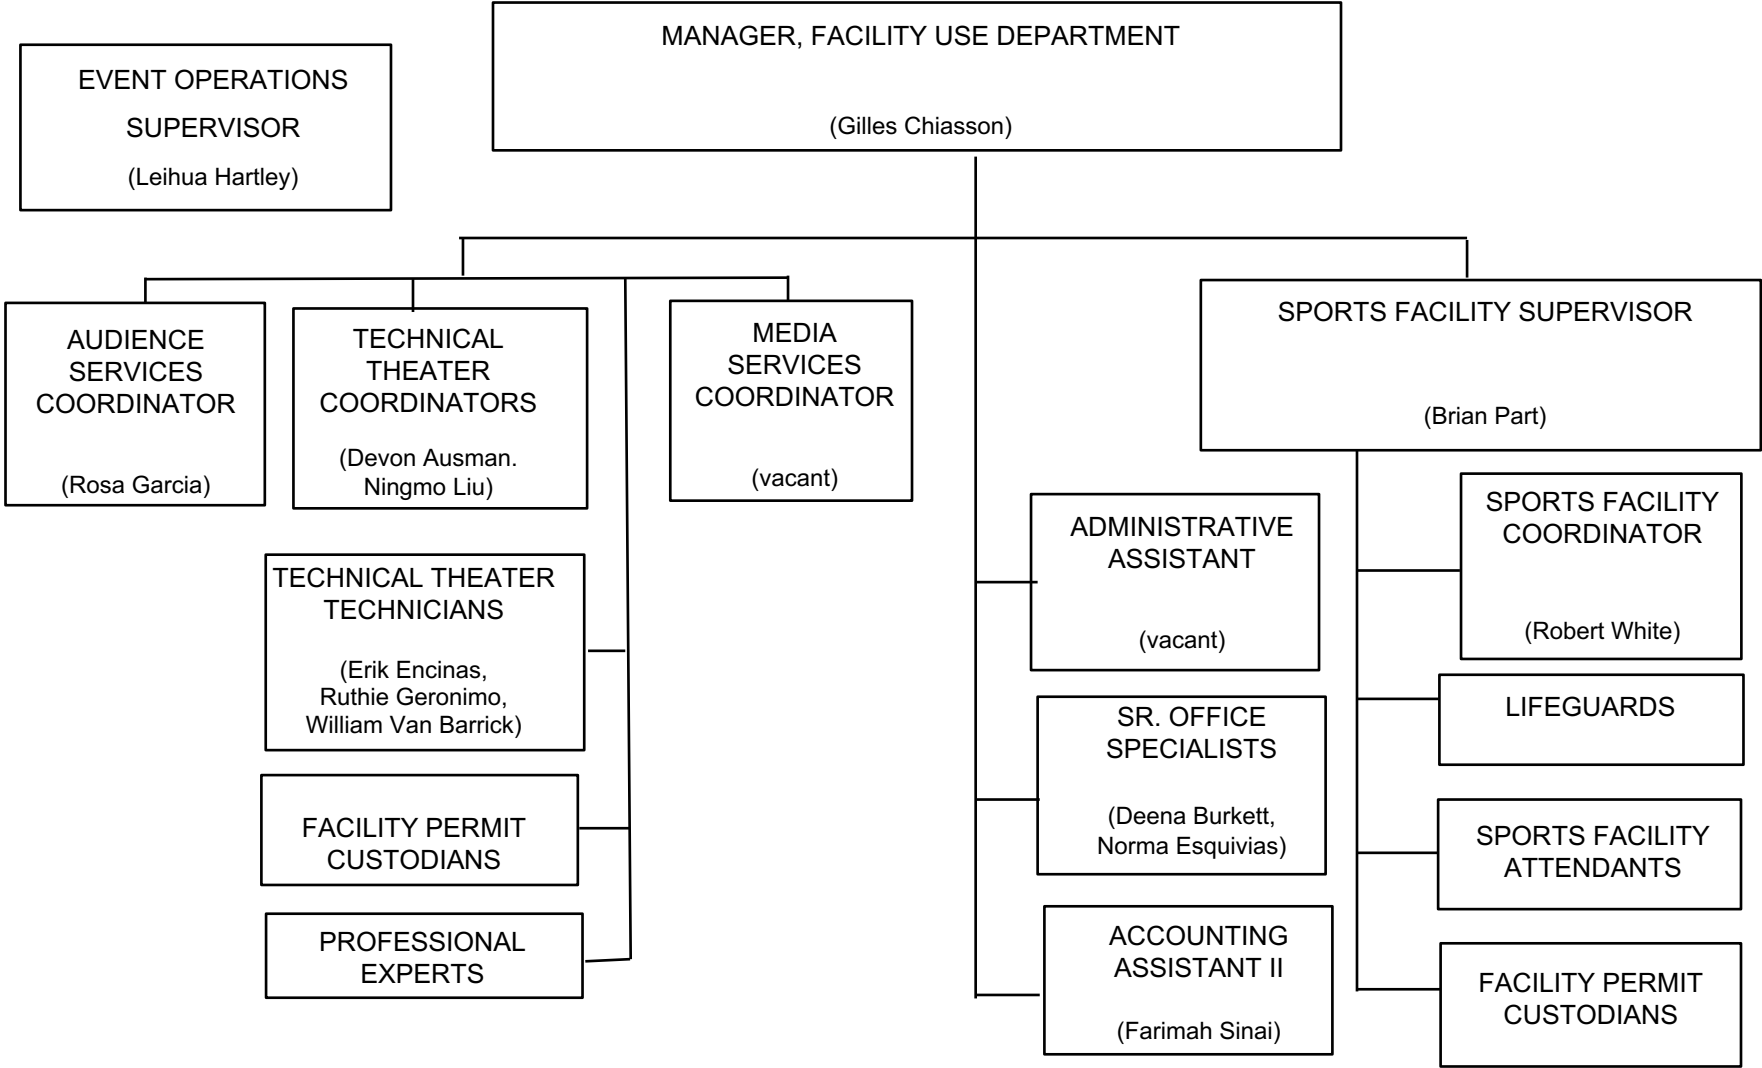 MANAGER, FACILITY USE DEPARTMENT
(Gilles Chiasson)
EVENT OPERATIONS
SUPERVISOR
(Leihua Hartley)
AUDIENCE
SERVICES
COORDINATOR
(Rosa Garcia)
TECHNICAL
THEATER
COORDINATORS
(Devon Ausman.
Ningmo Liu)
MEDIA
SERVICES
COORDINATOR
(vacant)
SPORTS FACILITY SUPERVISOR
(Brian Part)
TECHNICAL THEATER
TECHNICIANS
(Erik Encinas,
Ruthie Geronimo,
William Van Barrick)
FACILITY PERMIT
CUSTODIANS
PROFESSIONAL
EXPERTS
ADMINISTRATIVE
ASSISTANT
(vacant)
SR. OFFICE
SPECIALISTS
(Deena Burkett,
Norma Esquivias)
ACCOUNTING
ASSISTANT II
(Farimah Sinai)
SPORTS FACILITY
COORDINATOR
(Robert White)
LIFEGUARDS
SPORTS FACILITY
ATTENDANTS
FACILITY PERMIT
CUSTODIANS